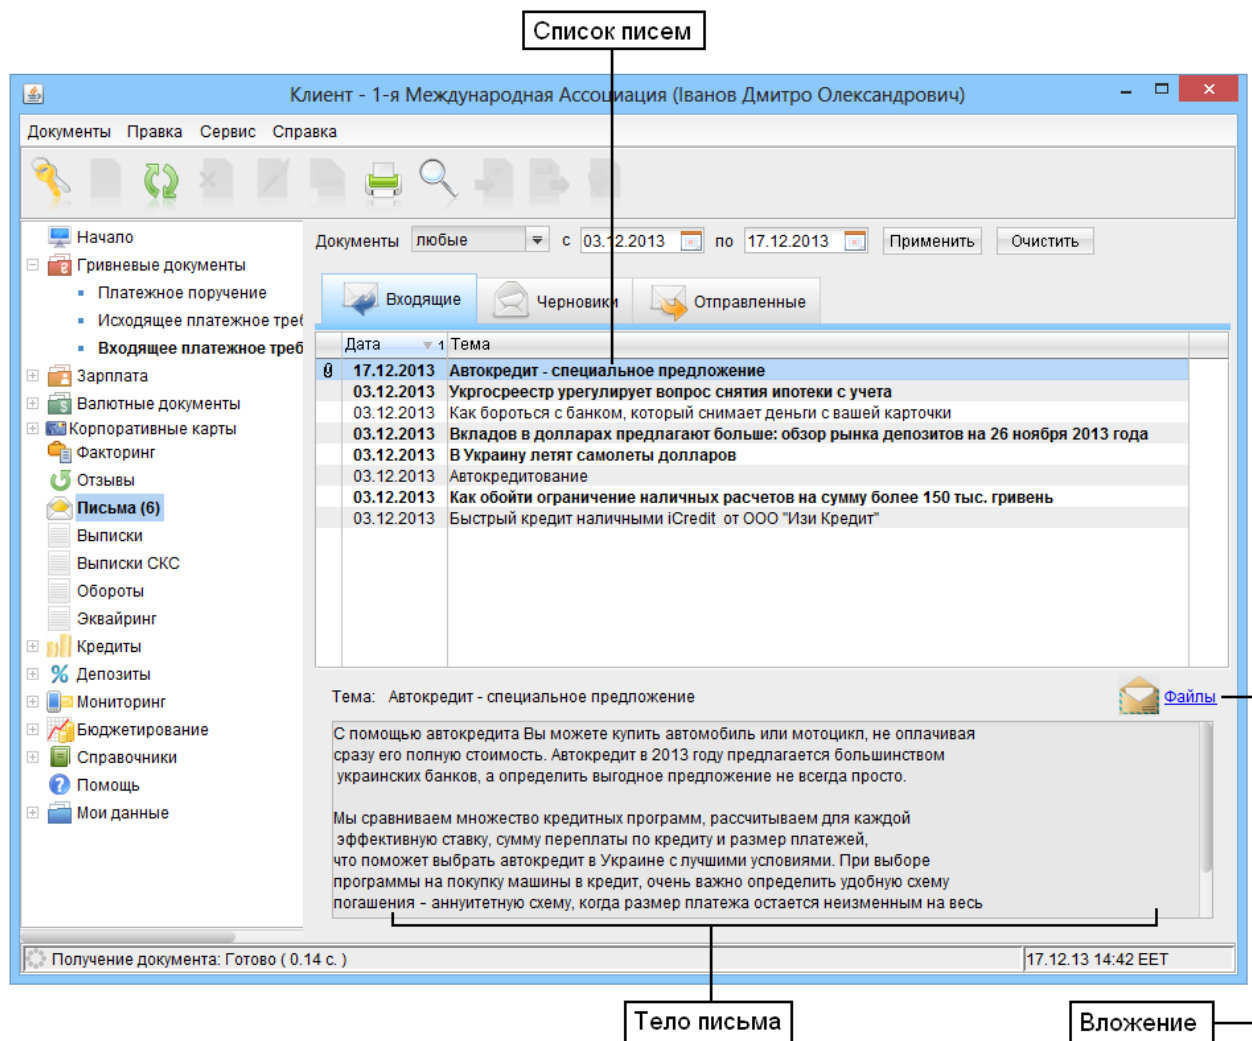 Список писем
Клиент - 1-я Международная Ассоциация (Іванов Дмитро Олександрович)
Документы Правка Сервис Справка
Начало
Гривневые документы
Платежное поручение
Исходящее платежное треб
Входящее платежное треб
Зарплата
Валютные документы
Корпоративные карты
Факторинг
Отзывы
Письма (6)
Выписки
Выписки СКС
Обороты
Эквайринг
Кредиты
Депозиты
Мониторинг
Бюджетирование
Справочники
Помощь
Мои данные
Документы любые с 03.12.2013 по 17.12.2013 Применить Очистить
Входящие Черновики Отправленные
Дата 1 Тема
17.12.2013 Автокредит - специальное предложение
03.12.2013 Укргосреестр урегулирует вопрос снятия ипотеки с учета
03.12.2013 Как бороться с банком, который снимает деньги с вашей карточки
03.12.2013 Вкладов в долларах предлагают больше: обзор рынка депозитов на 26 ноября 2013 года
03.12.2013 В Украину летят самолеты долларов
03.12.2013 Автокредитование
03.12.2013 Как обойти ограничение наличных расчетов на сумму более 150 тыс. гривень
03.12.2013 Быстрый кредит наличными iCredit от ООО "Изи Кредит"
Тема: Автокредит - специальное предложение Файлы
С помощью автокредита Вы можете купить автомобиль или мотоцикл, не оплачивая
сразу его полную стоимость. Автокредит в 2013 году предлагается большинством
украинских банков, а определить выгодное предложение не всегда просто.
Мы сравниваем множество кредитных программ, рассчитываем для каждой
эффективную ставку, сумму переплаты по кредиту и размер платежей,
что поможет выбрать автокредит в Украине с лучшими условиями. При выборе
программы на покупку машины в кредит, очень важно определить удобную схему
погашения - аннуитетную схему, когда размер платежа остается неизменным на весь
Получение документа: Готово ( 0.14 с. ) 17.12.13 14:42 EET
Тело письма
Вложение